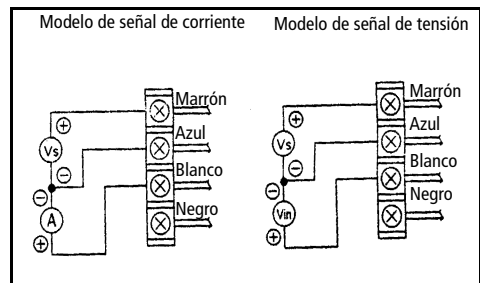 Modelo de señal de corriente
Marrón
Azul
Blanco
Negro
Vs
A
Modelo de señal de tensión
Marrón
Azul
Blanco
Negro
Vs
Vin